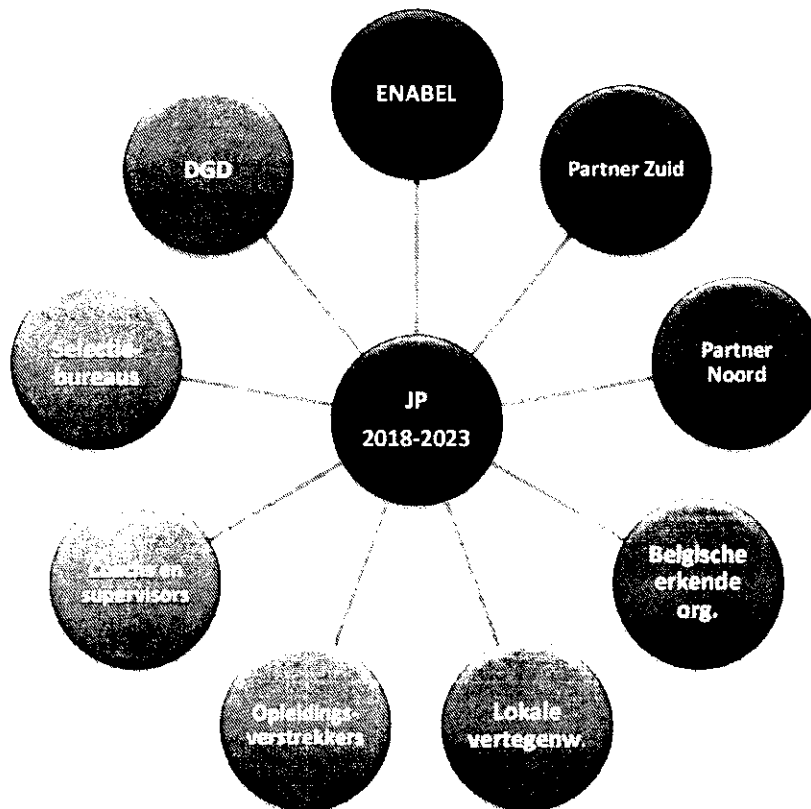 ENABEL
Partner Zuid
Partner
Noord
Belgische
erkende
org.
Lokale
vertegenw.
Opleidings-
verstrekkers
Coachs en
supervisors
Selectie-
bureaus
DGD
JP
2018-2023